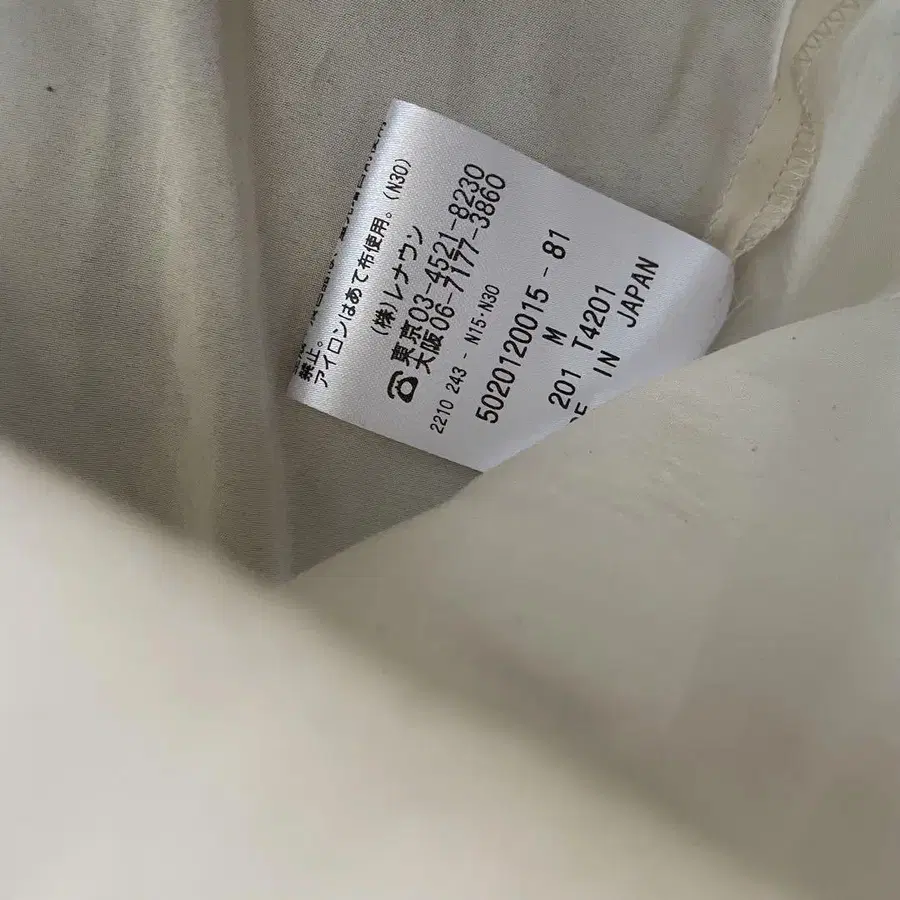 禁止。
アイロンはあて布使用。(N30)
(株)レナウン
東京03-4521-8230
大阪06-7177-3860
2210 243 - N15・N30
5020120015 - 81
M
201 T4201
IN JAPAN